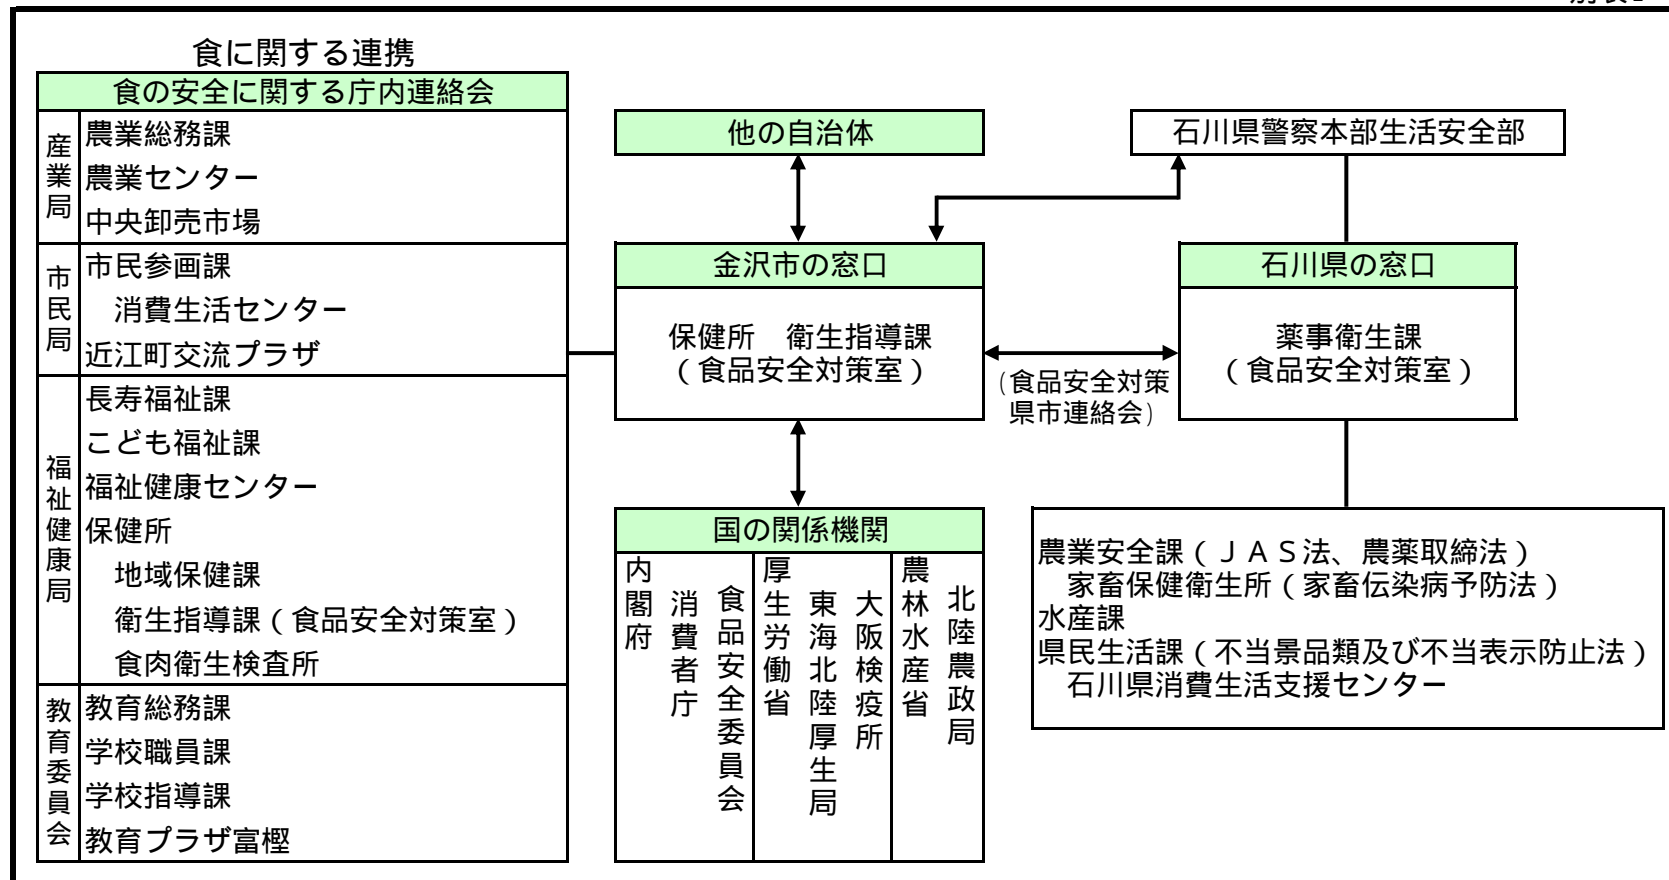 食に関する連携
食の安全に関する庁内連絡会
産業局
農業総務課
農業センター
中央卸売市場
市民局
市民参画課
消費生活センター
近江町交流プラザ
福祉健康局
長寿福祉課
こども福祉課
福祉健康センター
保健所
地域保健課
衛生指導課（食品安全対策室）
食肉衛生検査所
教育委員会
教育総務課
学校職員課
学校指導課
教育プラザ富樫
他の自治体
石川県警察本部生活安全部
金沢市の窓口
保健所　衛生指導課
（食品安全対策室）
(食品安全対策
県市連絡会)
石川県の窓口
薬事衛生課
（食品安全対策室）
国の関係機関
内閣府
消費者庁
食品安全委員会
厚生労働省
東海北陸厚生局
大阪検疫所
農林水産省
北陸農政局
農業安全課（ＪＡＳ法、農薬取締法）
家畜保健衛生所（家畜伝染病予防法）
水産課
県民生活課（不当景品類及び不当表示防止法）
石川県消費生活支援センター